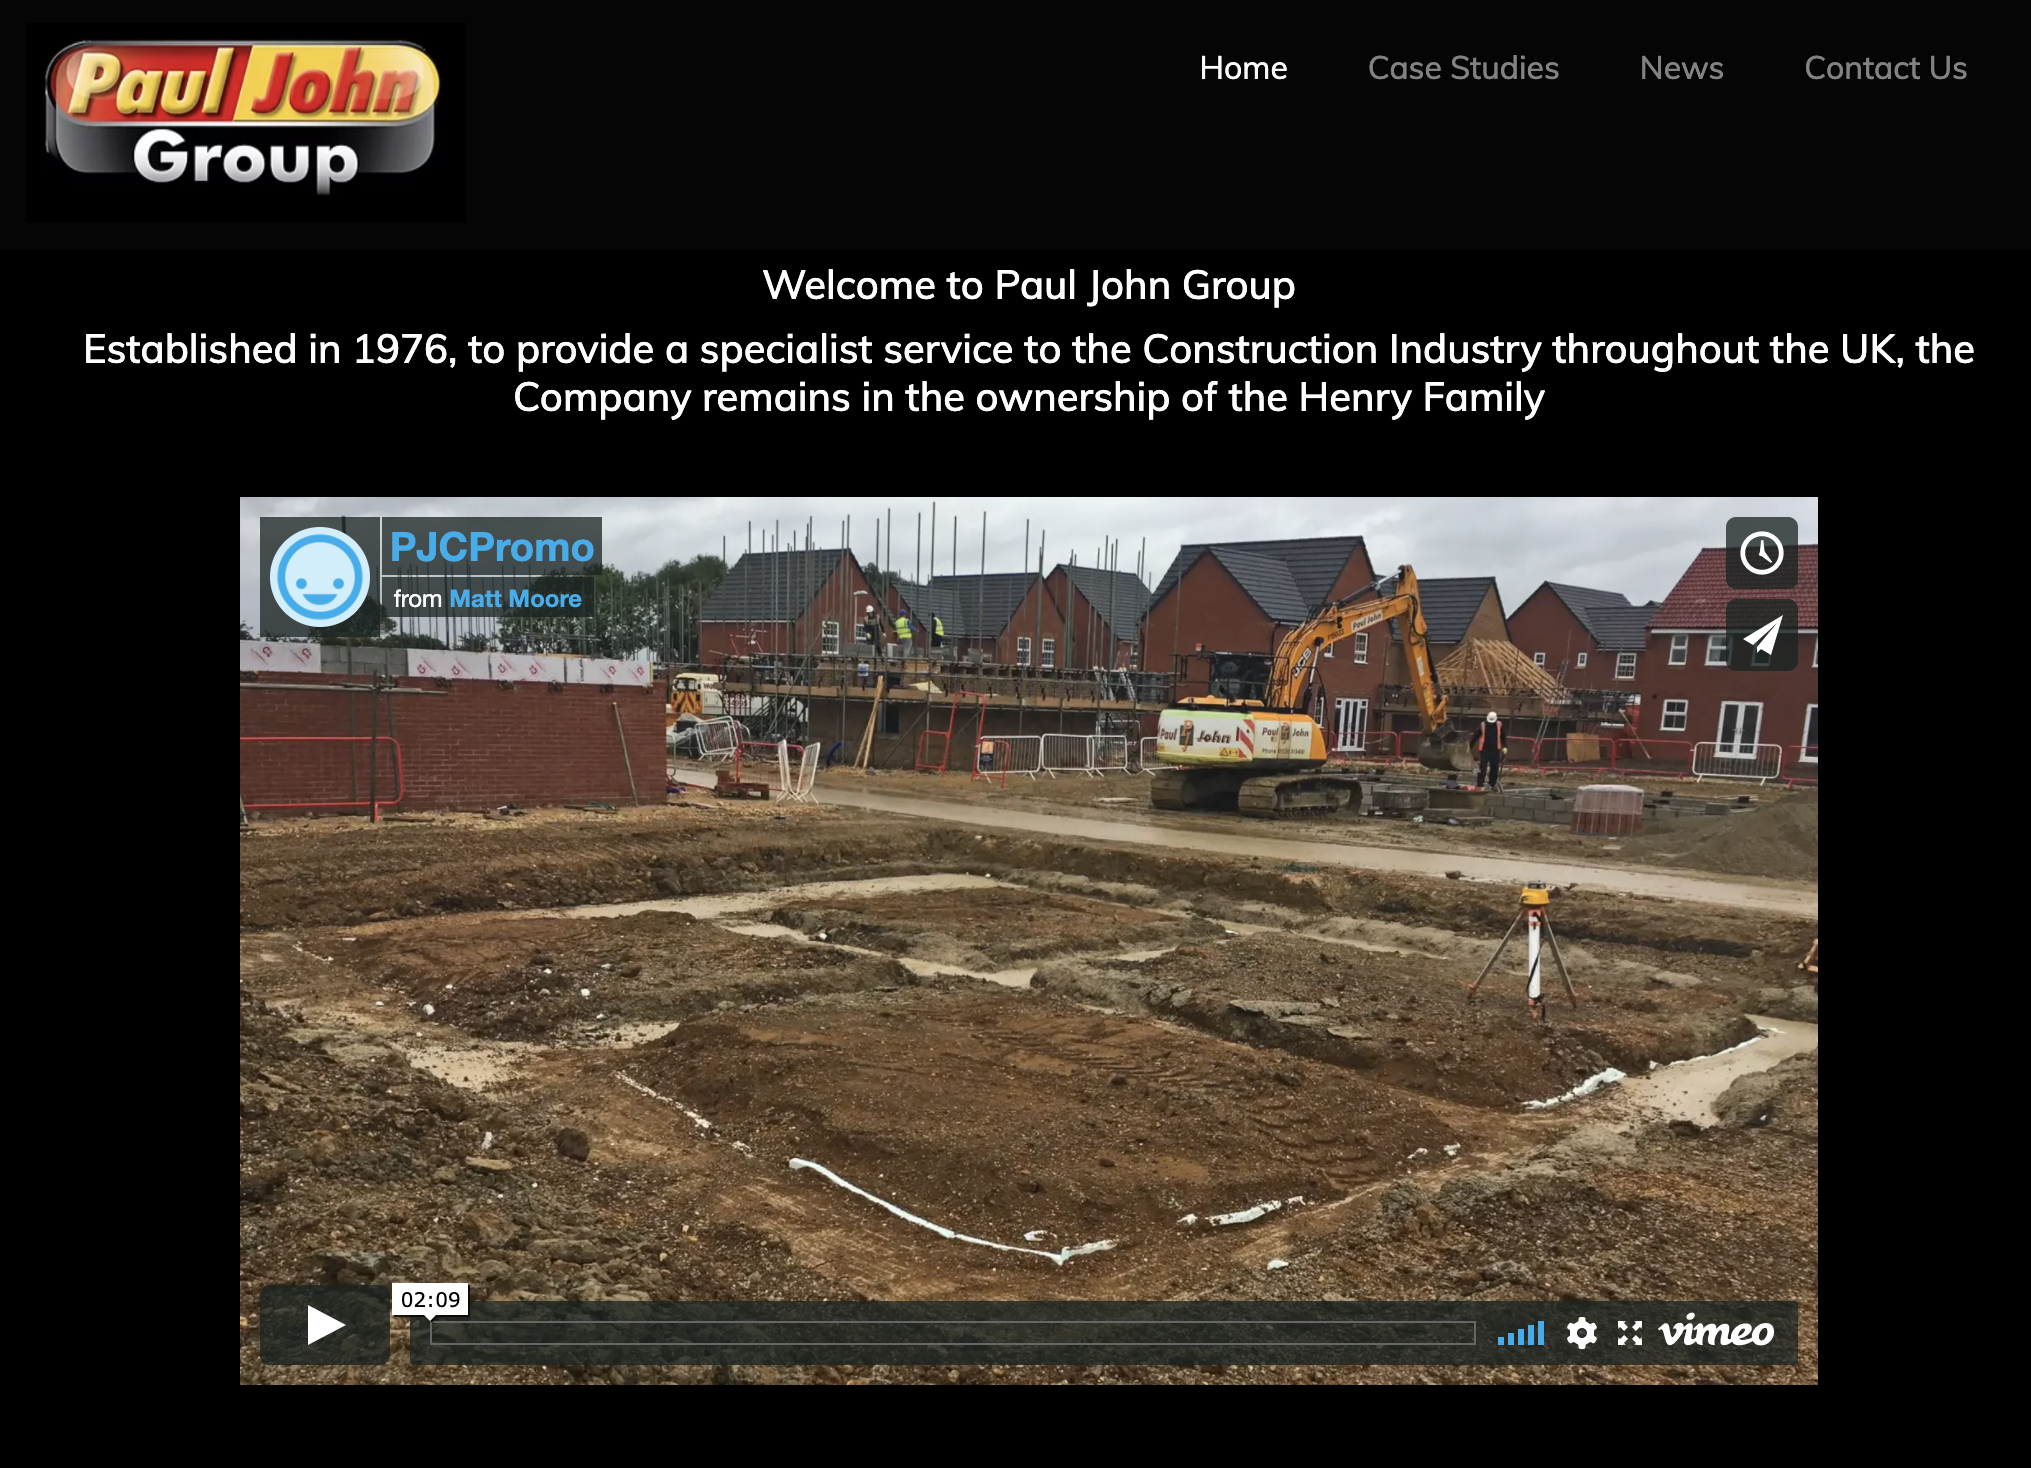 Paul John
Group
Home
Case Studies
News
Contact Us
Welcome to Paul John Group
Established in 1976, to provide a specialist service to the Construction Industry throughout the UK, the
Company remains in the ownership of the Henry Family
PJCPromo
from Matt Moore
Paul John
JCB
Paul John
Paul John
02:09
vimeo